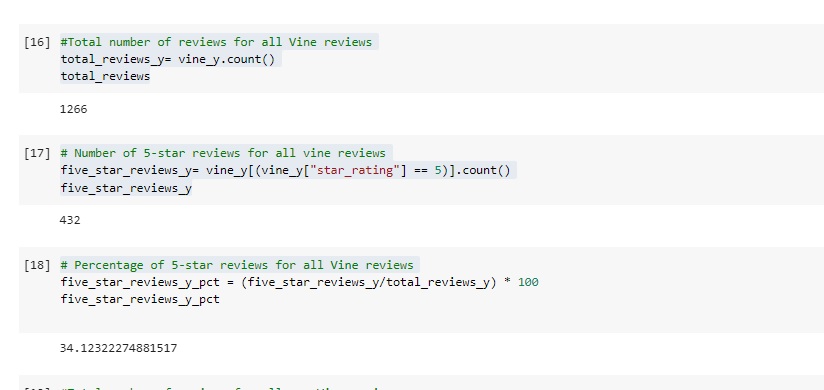 [16] #Total number of reviews for all Vine reviews
total_reviews_y= vine_y.count()
total_reviews
1266
[17] # Number of 5-star reviews for all vine reviews
five_star_reviews_y= vine_y[(vine_y["star_rating"] == 5)].count()
five_star_reviews_y
432
[18] # Percentage of 5-star reviews for all Vine reviews
five_star_reviews_y_pct = (five_star_reviews_y/total_reviews_y) * 100
five_star_reviews_y_pct
34.12322274881517